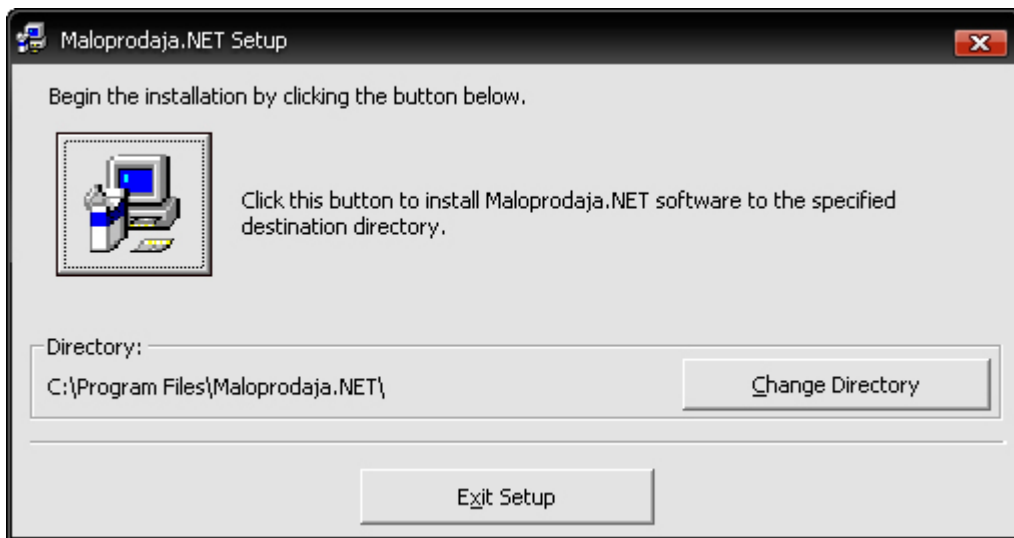 Maloprodaja.NET Setup
Begin the installation by clicking the button below.
Click this button to install Maloprodaja.NET software to the specified
destination directory.
Directory:
C:\Program Files\Maloprodaja.NET\
Change Directory
Exit Setup